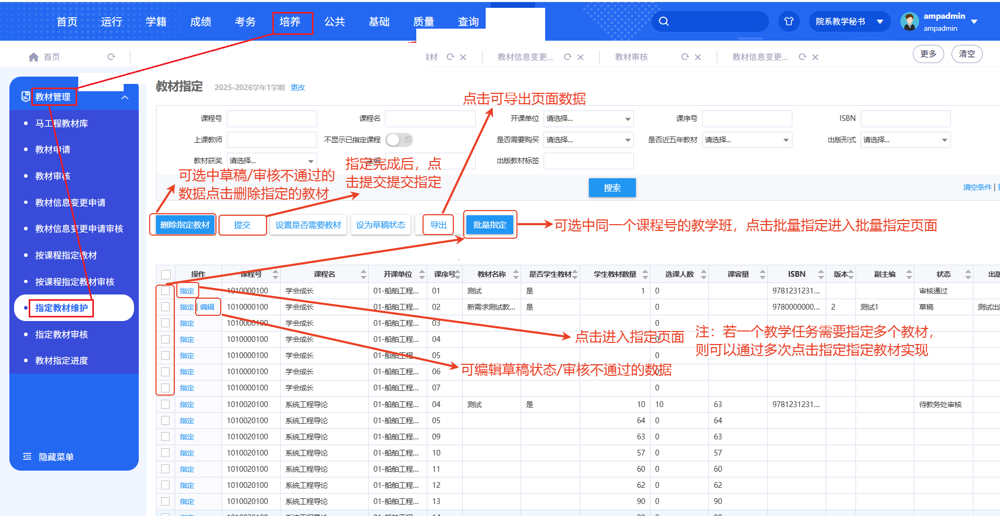 首页 运行 学籍 成绩 考务 培养 公共 基础 质量 查询 院系教学秘书 ampadmin
ampadmin
首页 教材 教材信息变更... 教材审核 教材信息变更... 更多 清空
教材管理
马工程教材库
教材申请
教材审核
教材信息变更申请
教材信息变更申请审核
按课程指定教材
按课程指定教材审核
指定教材维护
指定教材审核
教材指定进度
隐藏菜单
教材指定 2025-2026学年1学期 更改
点击可导出页面数据
课程号 课程名 开课单位 请选择... 课序号 ISBN
上课教师 不显示已指定课程 否 是否需要购买 请选择... 是否近五年教材 请选择... 出版形式 请选择...
教材获奖 请选择... 主编 出版教材标签
可选中草稿/审核不通过的
数据点击删除指定的教材
指定完成后，点
击提交提交指定
搜索 清空条件 |
删除指定教材 提交 设置是否需要教材 设为草稿状态 导出 批量指定 可选中同一个课程号的教学班，点击批量指定进入批量指定页面
操作 课程号 课程名 开课单位 课序号 教材名称 是否学生教材 学生教材数量 选课人数 课容量 ISBN 版本 副主编 状态 出版
指定 1010000100 学会成长 01-船舶工程... 01 测试 是 1 0 9781231231... 审核通过
指定 | 编辑 1010000100 学会成长 01-船舶工程... 02 新需求测试教... 是 0 9780000000... 2 测试1 草稿 测试出版
指定 1010000100 学会成长 01-船舶工程... 03 0
指定 1010000100 学会成长 01-船舶工程... 04 0
指定 1010000100 学会成长 01-船舶工程... 05 0
指定 1010000100 学会成长 01-船舶工程... 06 0
指定 1010000100 学会成长 01-船舶工程... 07 0
指定 1010020100 系统工程导论 01-船舶工程... 04 测试 是 10 10 63 9781231231... 待教务处审核
指定 1010020100 系统工程导论 01-船舶工程... 05 64 0 64
指定 1010020100 系统工程导论 01-船舶工程... 09 63 0 63
指定 1010020100 系统工程导论 01-船舶工程... 10 57 0 57
指定 1010020100 系统工程导论 01-船舶工程... 11 60 0 60
指定 1010020100 系统工程导论 01-船舶工程... 12 62 0 62
指定 1010020100 系统工程导论 01-船舶工程... 13 90 0 90
点击进入指定页面
注：若一个教学任务需要指定多个教材，
则可以通过多次点击指定指定教材实现
可编辑草稿状态/审核不通过的数据